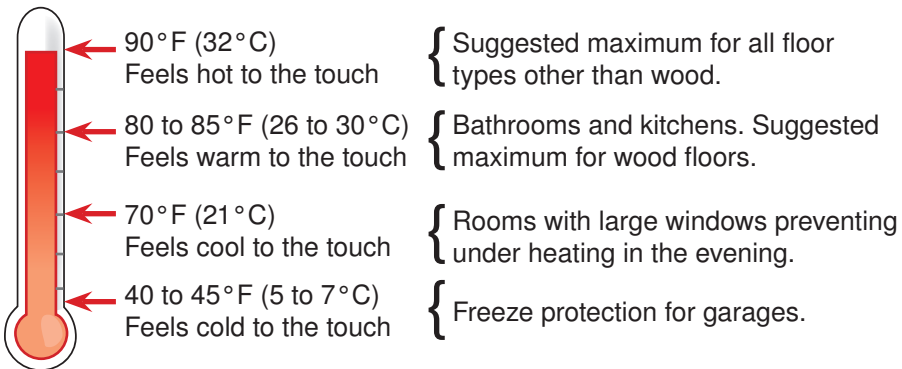 90°F (32°C)
Feels hot to the touch
Suggested maximum for all floor
types other than wood.
80 to 85°F (26 to 30°C)
Feels warm to the touch
Bathrooms and kitchens. Suggested
maximum for wood floors.
70°F (21°C)
Feels cool to the touch
Rooms with large windows preventing
under heating in the evening.
40 to 45°F (5 to 7°C)
Feels cold to the touch
Freeze protection for garages.